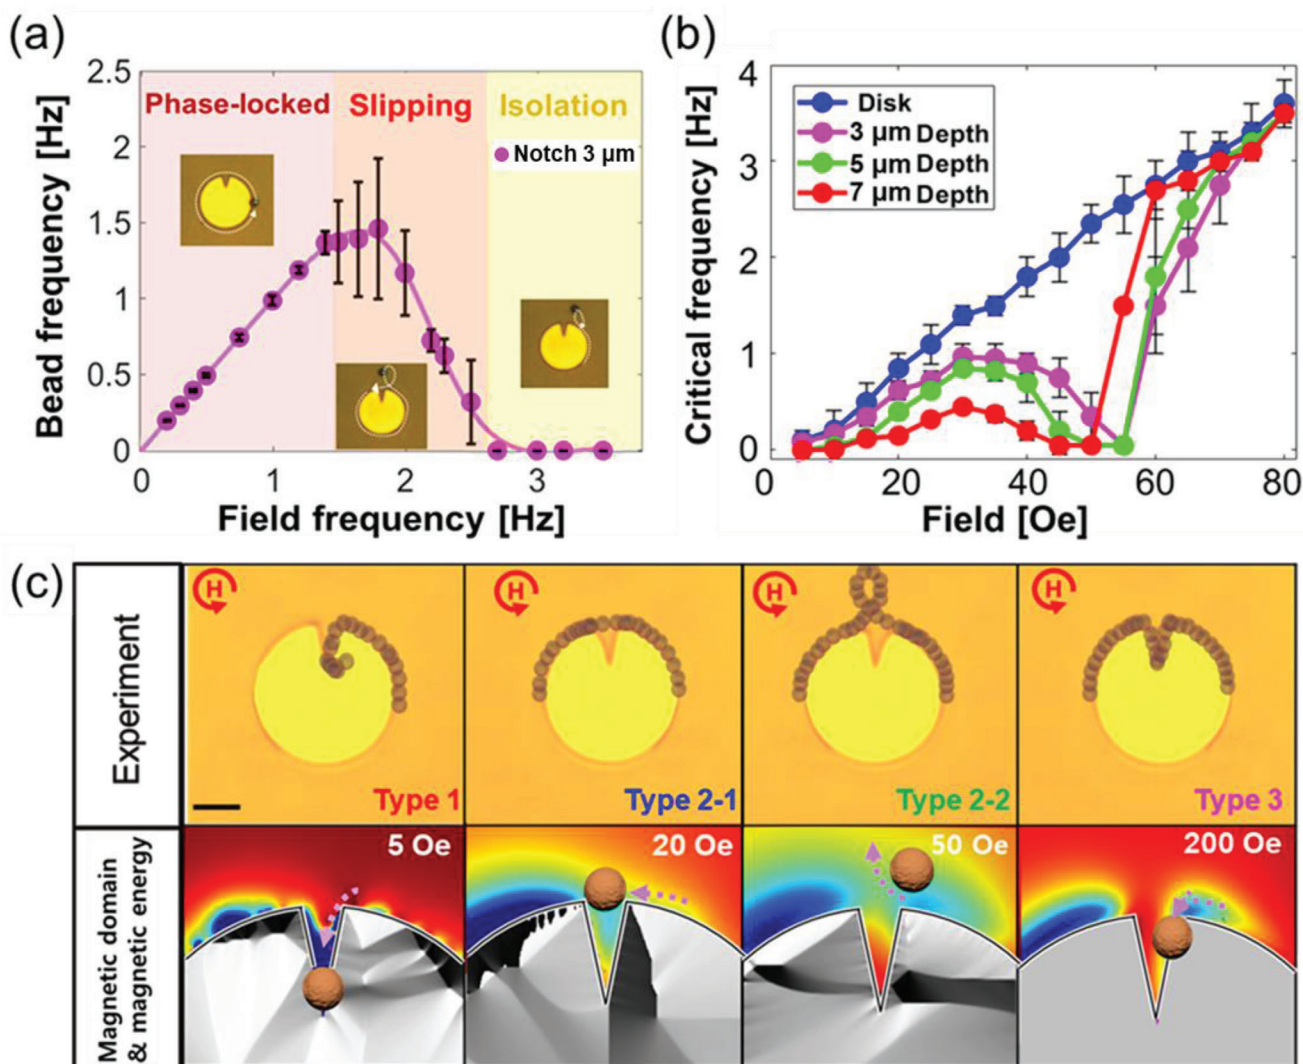 (a)
2.5
2
1.5
1
0.5
0
Bead frequency [Hz]
Phase-locked
Slipping
Isolation
Notch 3 µm
0 1 2 3
Field frequency [Hz]
(b)
4
3
2
1
0
Critical frequency [Hz]
Disk
3 µm Depth
5 µm Depth
7 µm Depth
0 20 40 60 80
Field [Oe]
(c)
Experiment
H
Type 1
H
Type 2-1
H
Type 2-2
H
Type 3
Magnetic domain
& magnetic energy
5 Oe
20 Oe
50 Oe
200 Oe